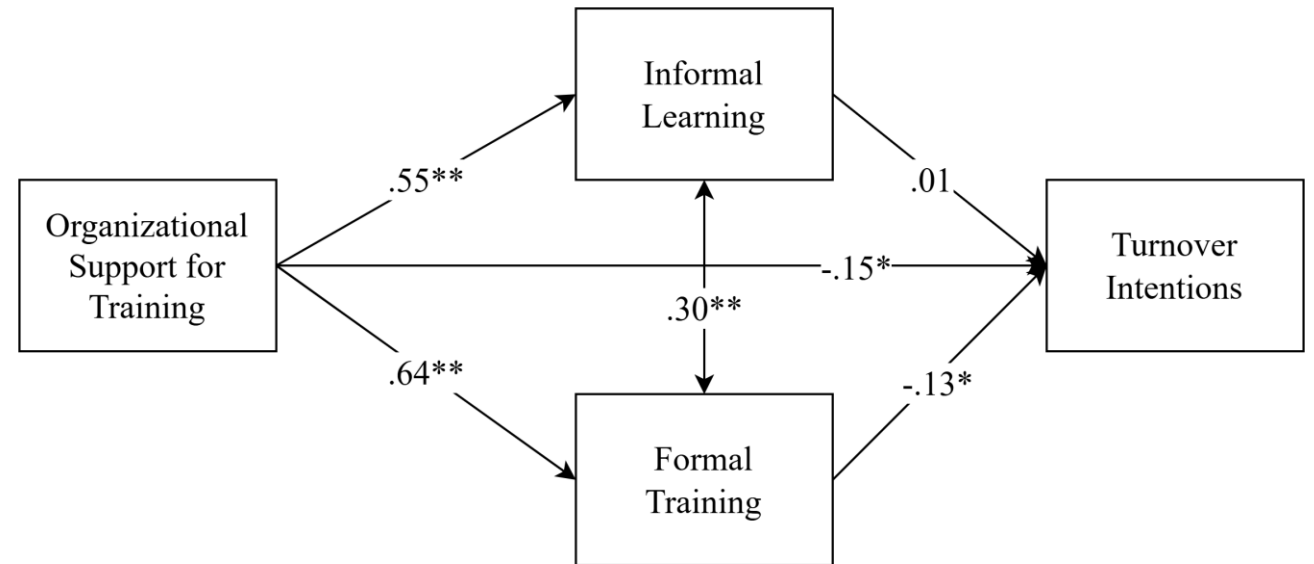 Informal
Learning
.55**
.01
Organizational
Support for
Training
-.15*
Turnover
Intentions
.30**
.64**
-.13*
Formal
Training